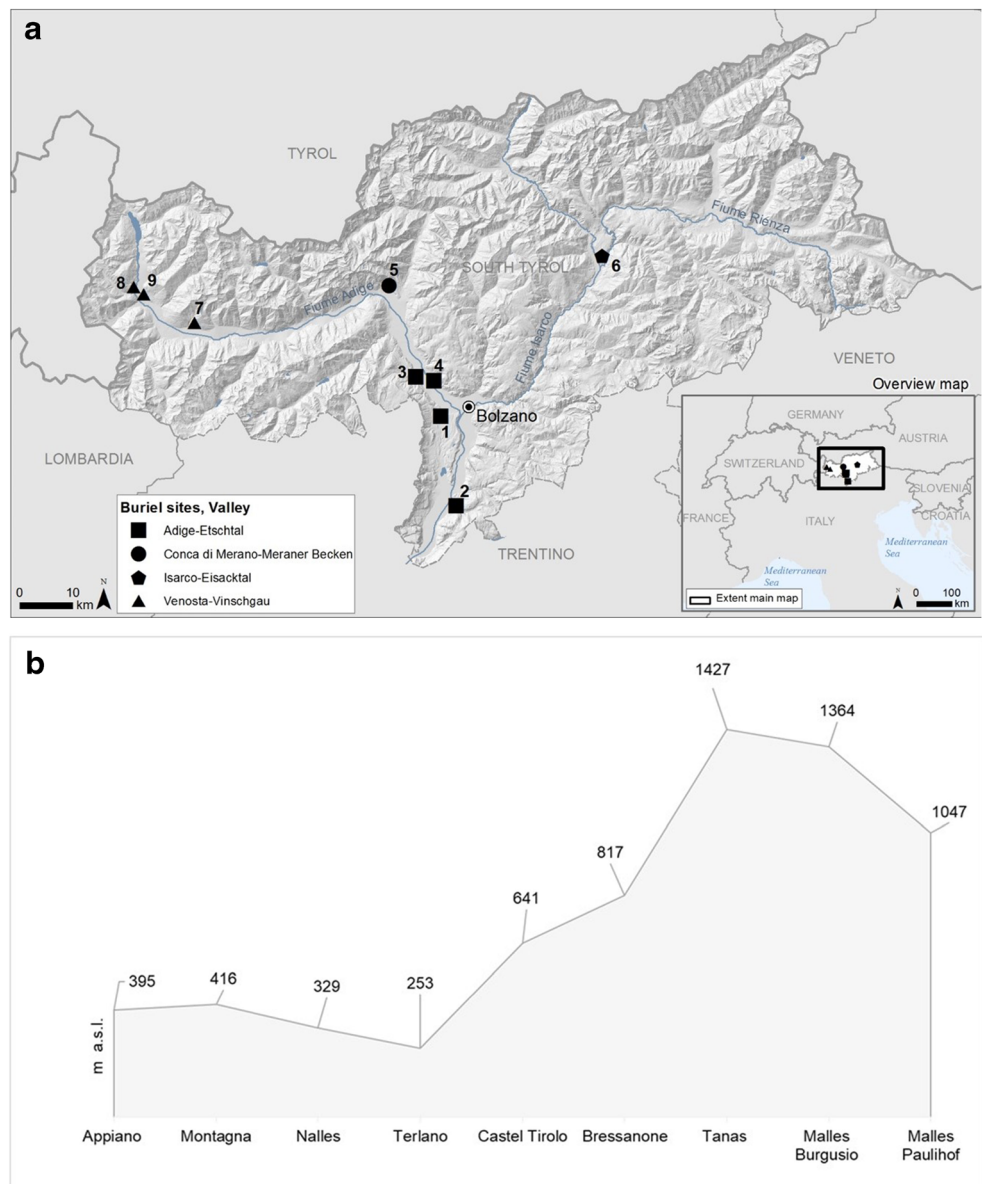 a
TYROL
Fiume Rienza
5
6
SOUTH TYROL
8
9
7
Fiume Adige
Fiume Isarco
3
4
VENETO
Bolzano
1
Overview map
LOMBARDIA
GERMANY
AUSTRIA
SWITZERLAND
SLOVENIA
2
FRANCE
ITALY
CROATIA
Mediterranean
Sea
Mediterranean
Sea
Buriel sites, Valley
Adige-Etschtal
Conca di Merano-Meraner Becken
Isarco-Eisacktal
Venosta-Vinschgau
TRENTINO
0 10
km
N
Extent main map
N
0 100
km
b
1427
1364
1047
817
641
395
416
329
253
m a.s.l.
Appiano
Montagna
Nalles
Terlano
Castel Tirolo
Bressanone
Tanas
Malles
Burgusio
Malles
Paulihof